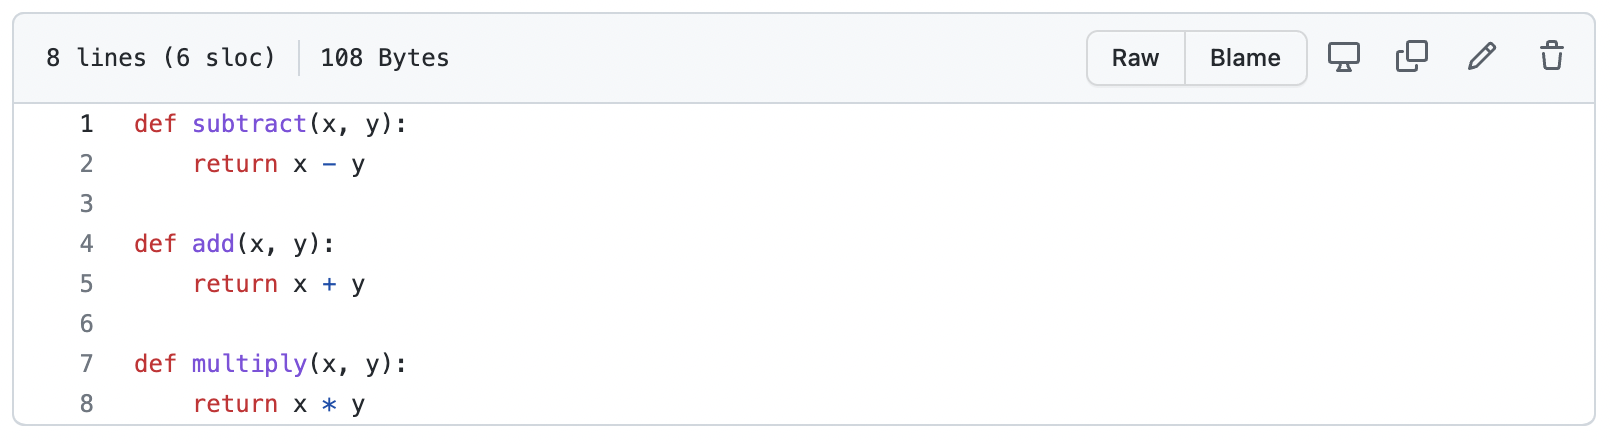 8 lines (6 sloc) 108 Bytes Raw Blame
1 def subtract(x, y):
2     return x - y
3
4 def add(x, y):
5     return x + y
6
7 def multiply(x, y):
8     return x * y